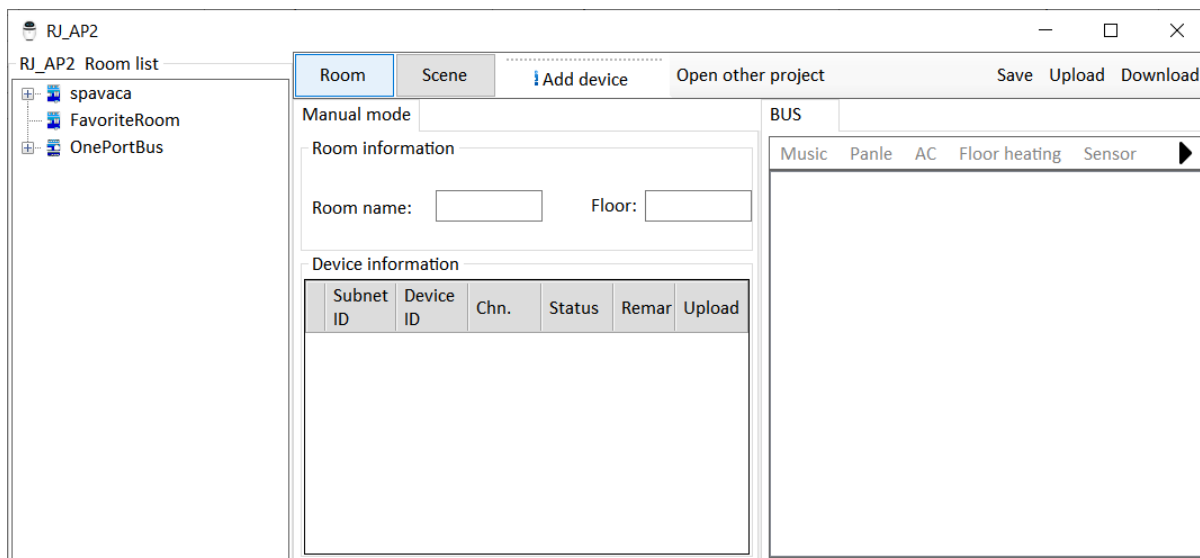 RJ_AP2
RJ_AP2 Room list
spavaca
FavoriteRoom
OnePortBus
Room Scene Add device Open other project Save Upload Download
Manual mode
Room information
Room name: Floor:
Device information
Subnet ID Device ID Chn. Status Remar Upload
BUS
Music Panle AC Floor heating Sensor